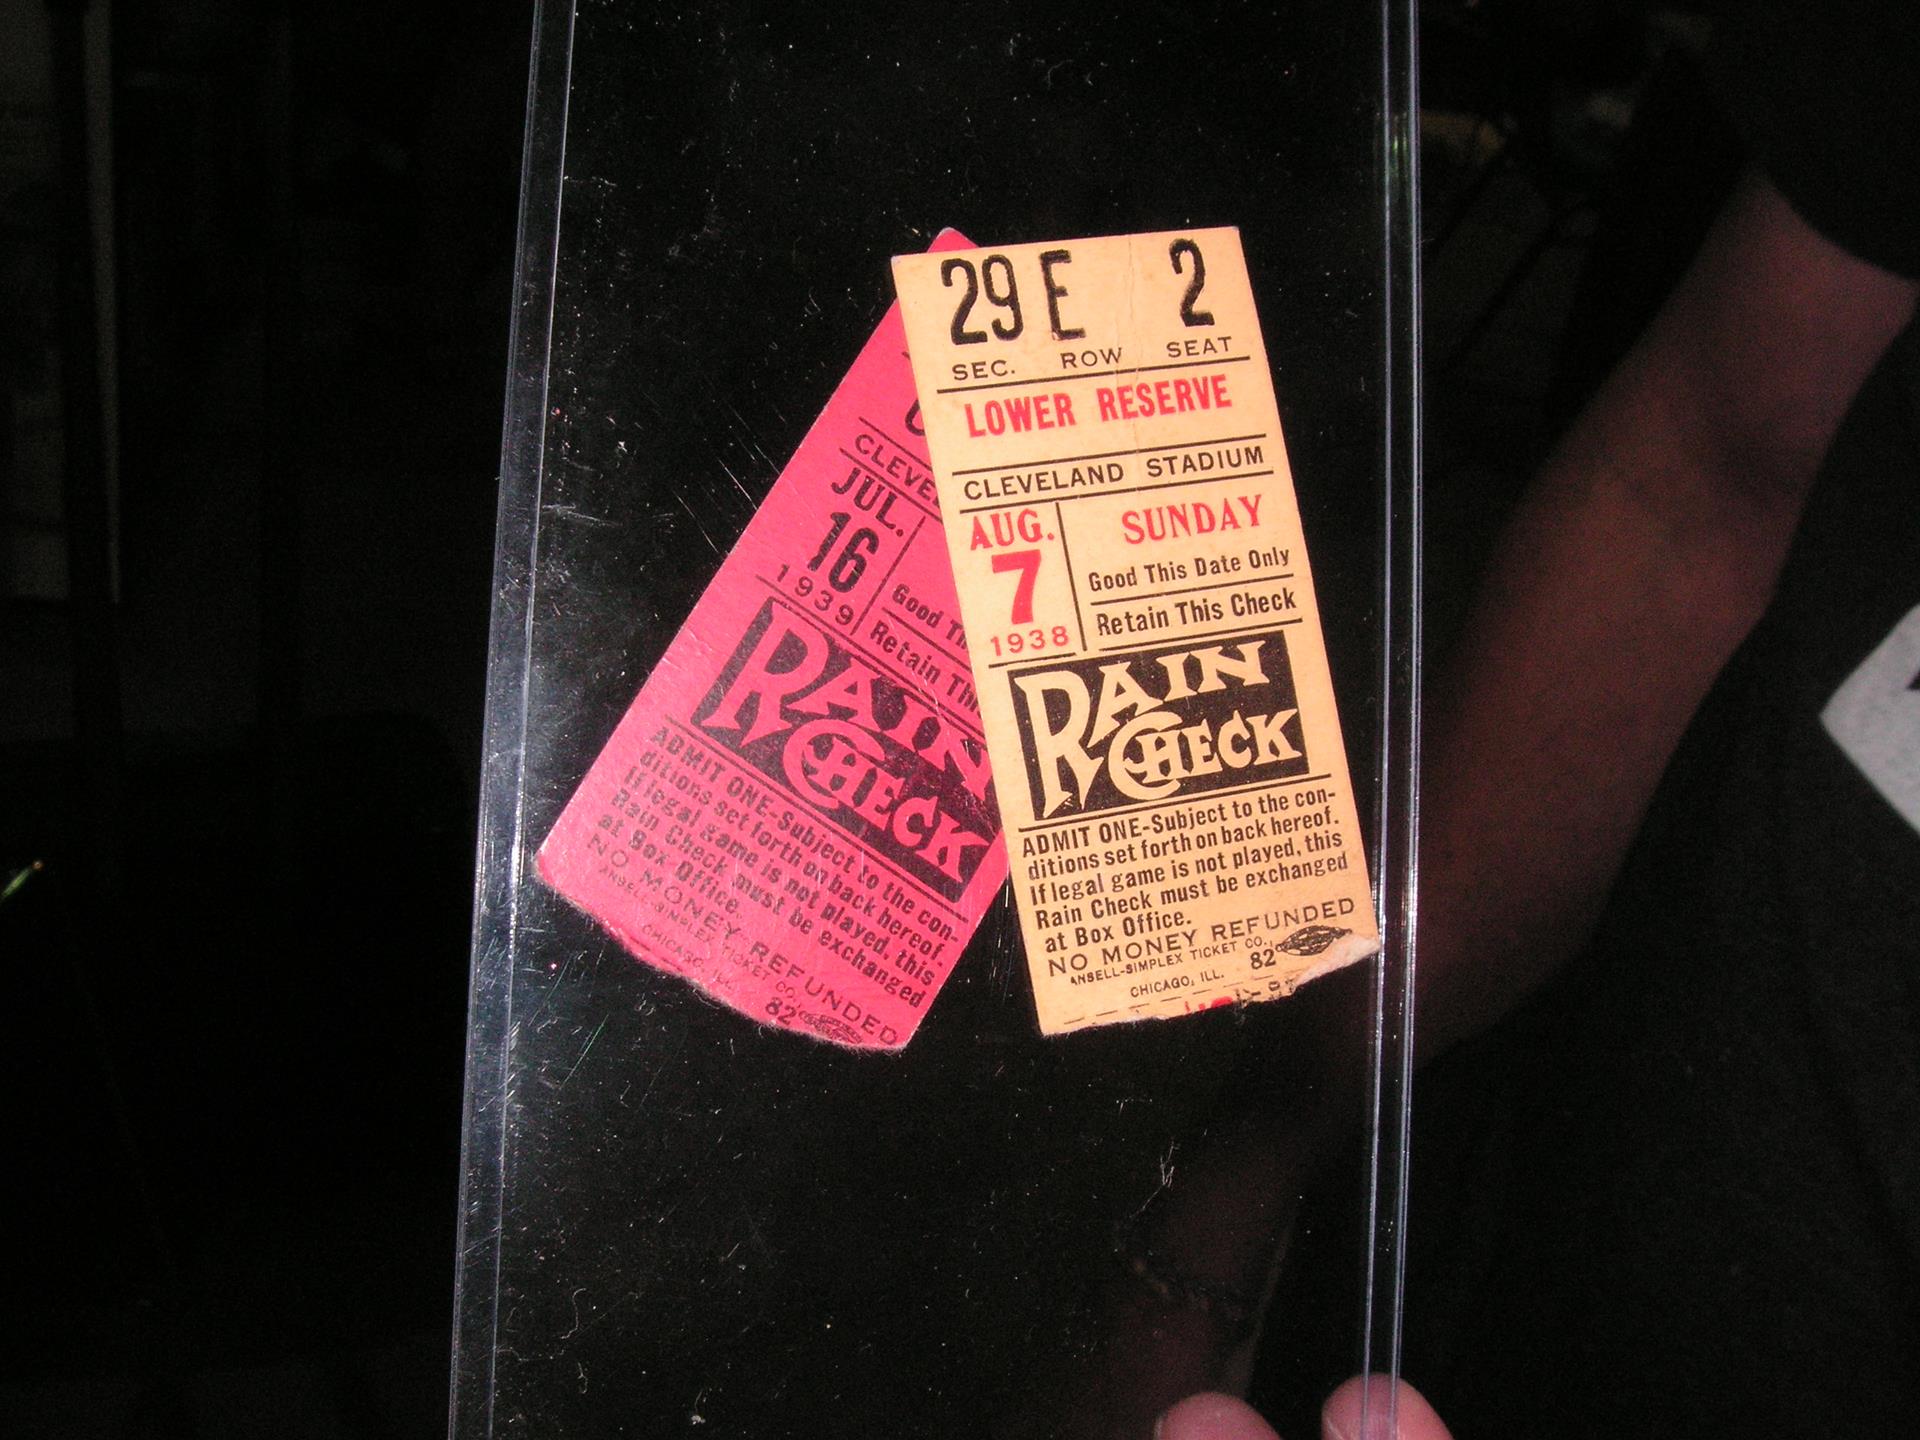 29 E 2
SEC. ROW SEAT
LOWER RESERVE
CLEVELAND STADIUM
AUG.
7
1938
SUNDAY
Good This Date Only
Retain This Check
RAIN
CHECK
ADMIT ONE-Subject to the con-
ditions set forth on back hereof.
If legal game is not played, this
Rain Check must be exchanged
at Box Office.
NO MONEY REFUNDED
ANSELL-SIMPLEX TICKET CO.,
CHICAGO, ILL. 82
JUL.
16
1939
Good
Retain
RAIN
CHECK
ADMIT ONE-Subject to the con-
ditions set forth on back hereof.
If legal game is not played, this
Rain Check must be exchanged
at Box Office.
NO MONEY REFUNDED
ANSELL-SIMPLEX TICKET CO.,
CHICAGO, ILL. 82